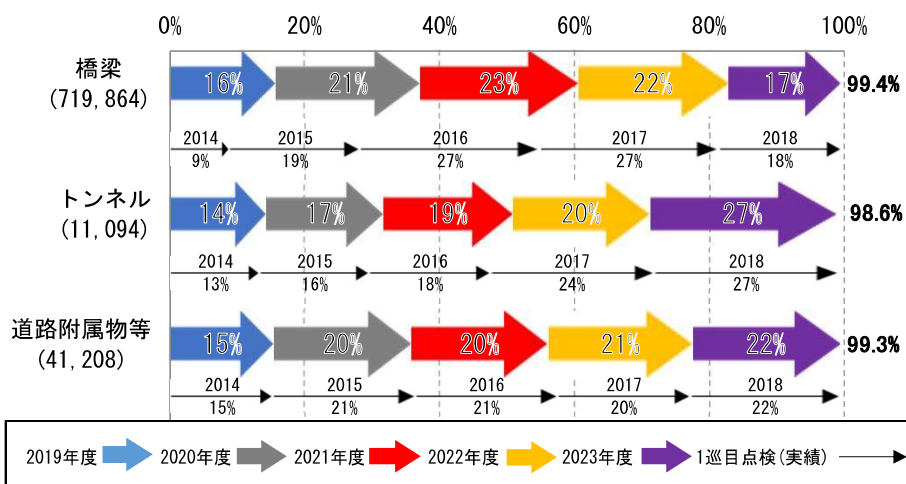 0% 20% 40% 60% 80% 100%
橋梁
(719,864)
16% 21% 23% 22% 17% 99.4%
2014 2015 2016 2017 2018
9% 19% 27% 27% 18%
トンネル
(11,094)
14% 17% 19% 20% 27% 98.6%
2014 2015 2016 2017 2018
13% 16% 18% 24% 27%
道路附属物等
(41,208)
15% 20% 20% 21% 22% 99.3%
2014 2015 2016 2017 2018
15% 21% 21% 20% 22%
2019年度 2020年度 2021年度 2022年度 2023年度 1巡目点検(実績)